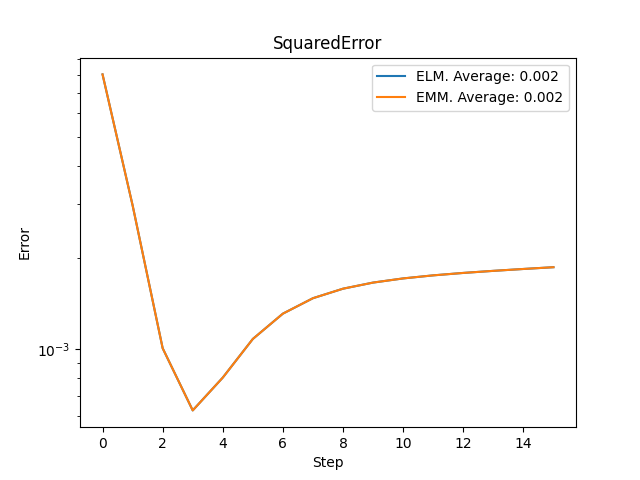 SquaredError
ELM. Average: 0.002
EMM. Average: 0.002
Error
10⁻³
0 2 4 6 8 10 12 14
Step